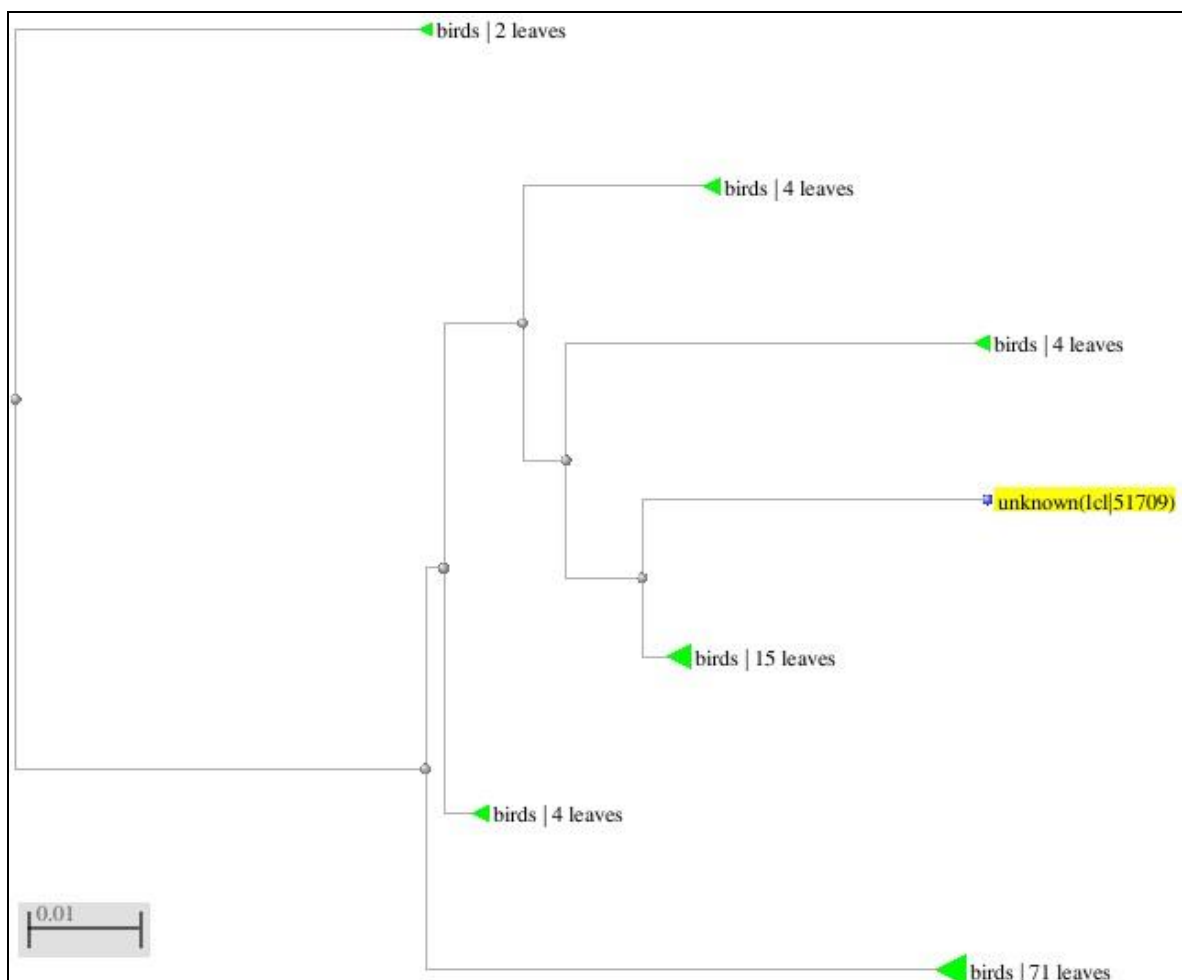 birds | 2 leaves
birds | 4 leaves
birds | 4 leaves
unknown(lcl|51709)
birds | 15 leaves
birds | 4 leaves
0.01
birds | 71 leaves